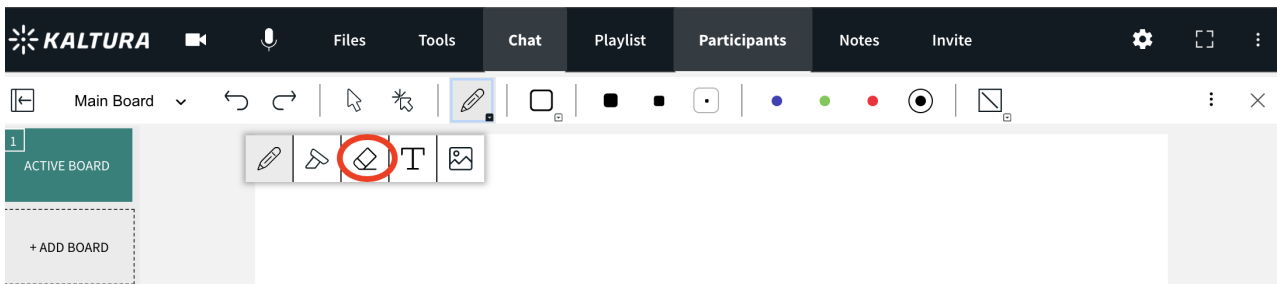 KALTURA Files Tools Chat Playlist Participants Notes Invite
Main Board
1
ACTIVE BOARD
T
+ ADD BOARD